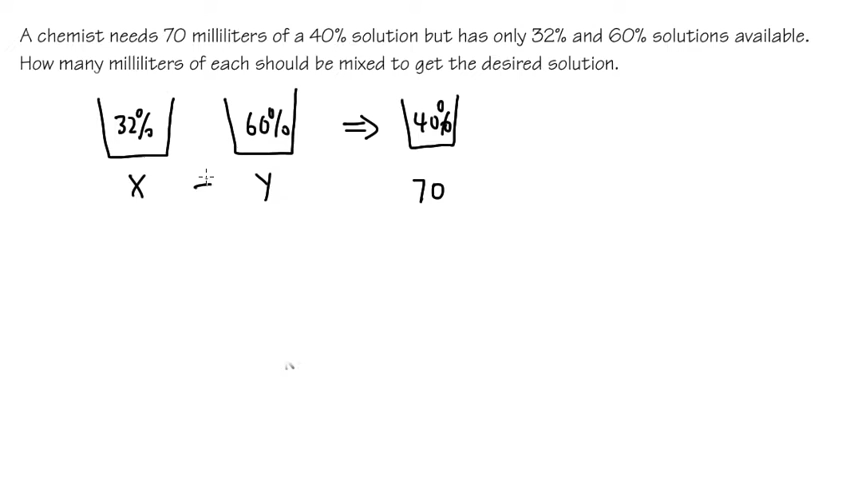 A chemist needs 70 milliliters of a 40% solution but has only 32% and 60% solutions available.
How many milliliters of each should be mixed to get the desired solution.
32% 60% ⇒ 40%
X Y 70